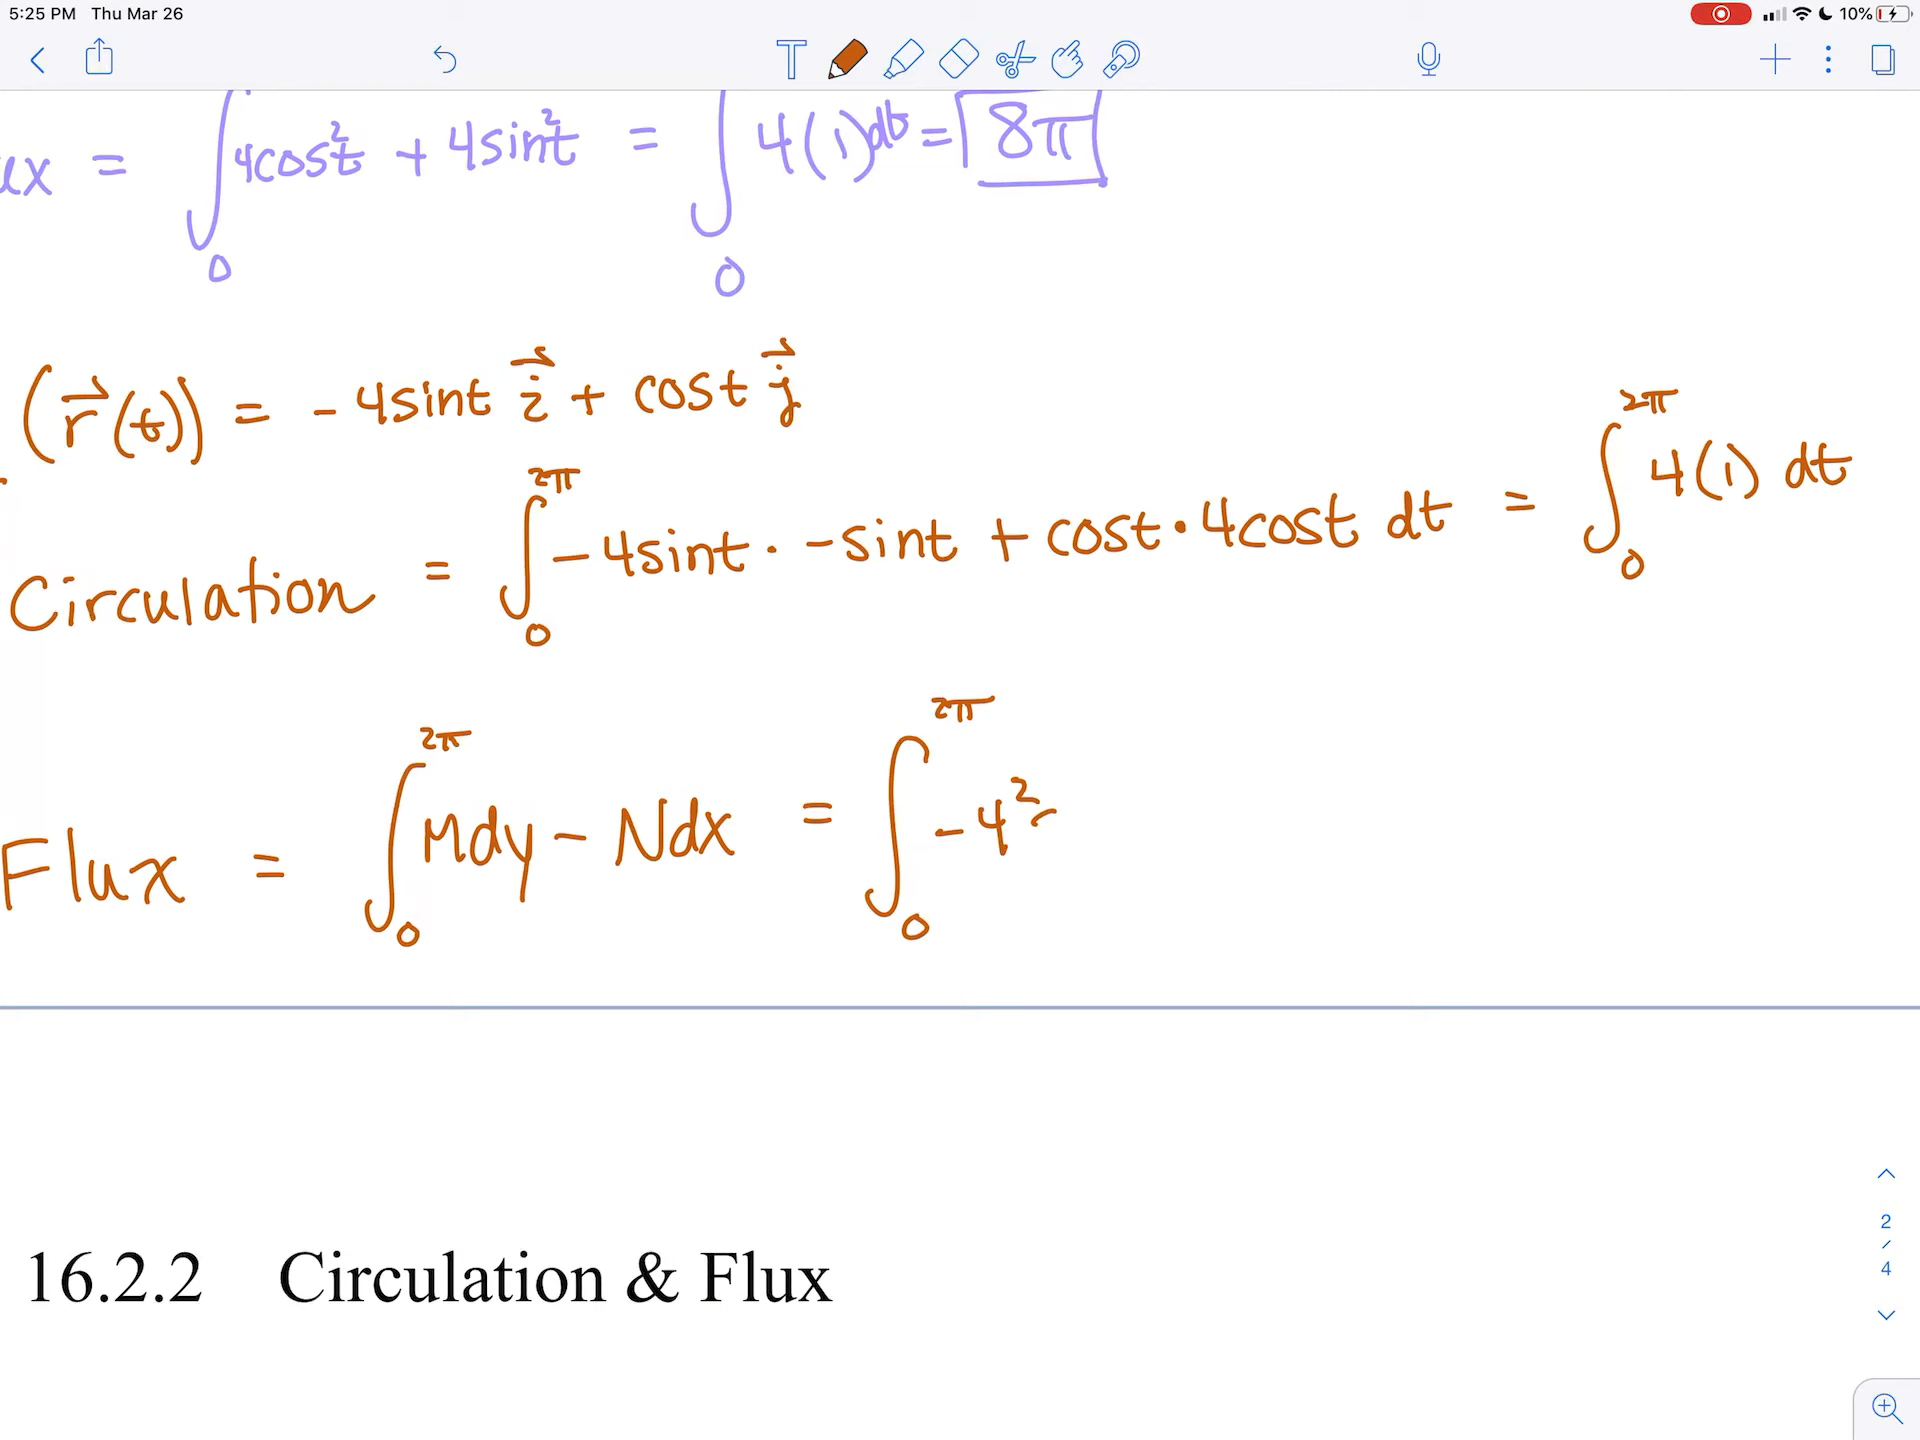 5:25 PM Thu Mar 26 10%
ux = ∫₀ 4cos²t + 4sin²t = ∫₀ 4(1)dt = 8π
(r⃗(t)) = -4sint i⃗ + cost j⃗
Circulation = ∫₀^2π -4sint · -sint + cost · 4cost dt = ∫₀^2π 4(1) dt
Flux = ∫₀^2π Mdy - Ndx = ∫₀^2π -4²
16.2.2 Circulation & Flux
2
/
4